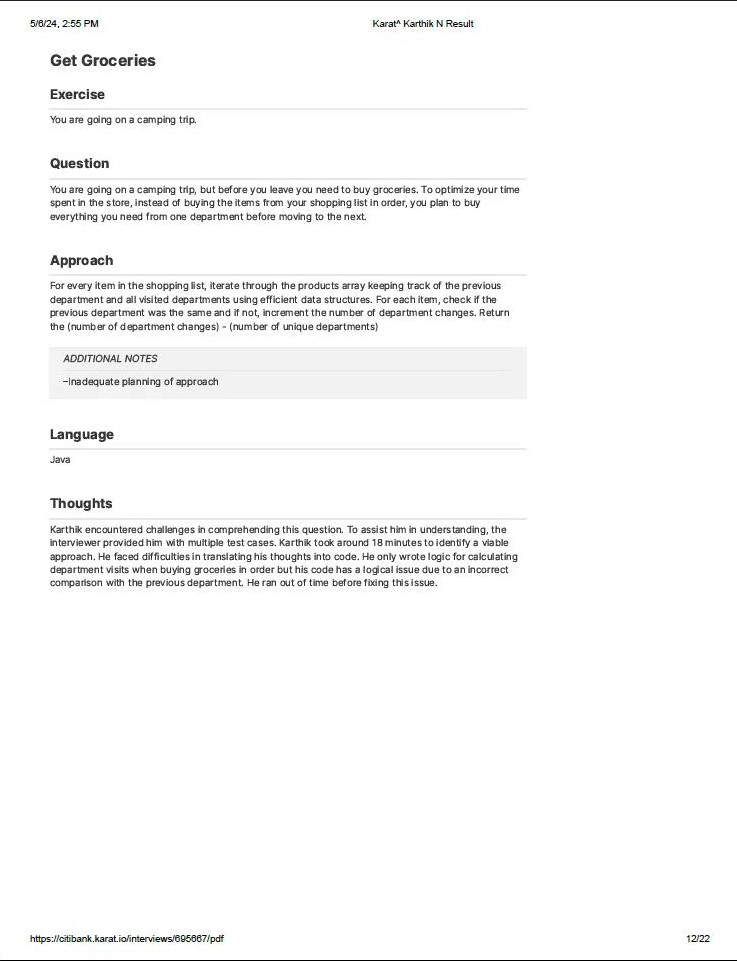 5/6/24, 2:55 PM
Karat^ Karthik N Result
Get Groceries
Exercise
You are going on a camping trip.
Question
You are going on a camping trip, but before you leave you need to buy groceries. To optimize your time
spent in the store, instead of buying the items from your shopping list in order, you plan to buy
everything you need from one department before moving to the next.
Approach
For every item in the shopping list, iterate through the products array keeping track of the previous
department and all visited departments using efficient data structures. For each item, check if the
previous department was the same and if not, increment the number of department changes. Return
the (number of department changes) - (number of unique departments)
ADDITIONAL NOTES
–Inadequate planning of approach
Language
Java
Thoughts
Karthik encountered challenges in comprehending this question. To assist him in understanding, the
interviewer provided him with multiple test cases. Karthik took around 18 minutes to identify a viable
approach. He faced difficulties in translating his thoughts into code. He only wrote logic for calculating
department visits when buying groceries in order but his code has a logical issue due to an incorrect
comparison with the previous department. He ran out of time before fixing this issue.
https://citibank.karat.io/interviews/695667/pdf
12/22